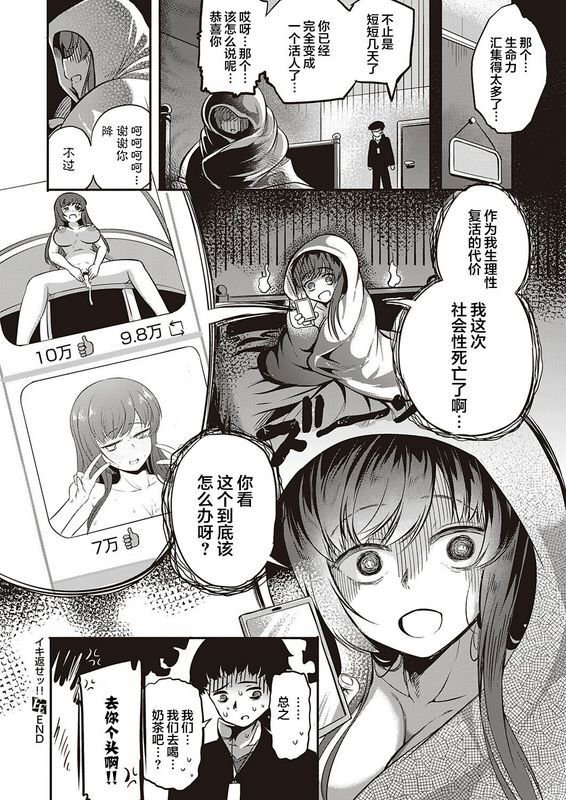 那个…
生命力
汇集得
太多了…
不止是
短短几天了
你已经
完全变成
一个活人了…
哎呀…那个…
该怎么说呢…
恭喜你
呵呵呵呵…
谢谢你
降
不过
作为我生理性
复活的代价
我这次
社会性死亡了啊…
10万
9.8万
7万
ズーン
你看
这个到底该
怎么办呀?
总之
我们…
我们去喝
奶茶吧…?
去你个头啊!!
イキ返せッ!!
END